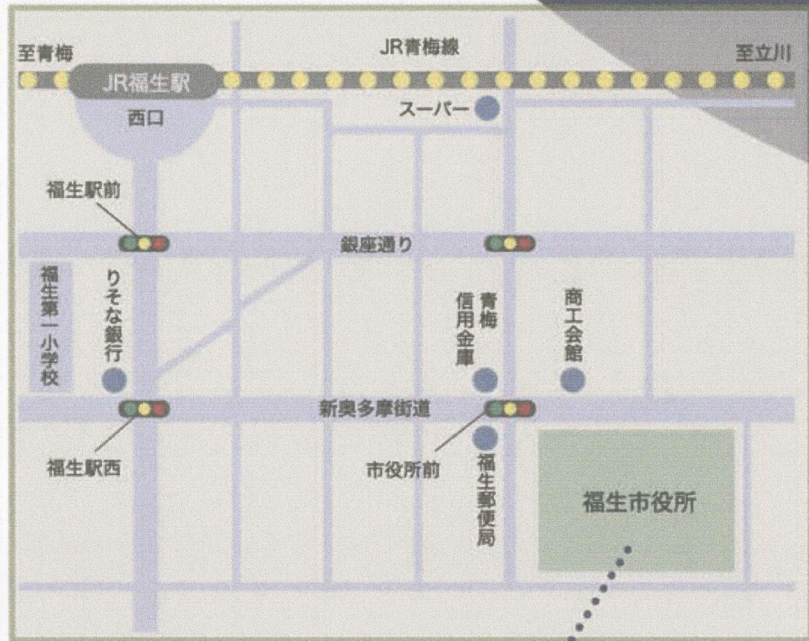 至青梅
JR青梅線
至立川
JR福生駅
西口
スーパー
福生駅前
銀座通り
福生第一小学校
りそな銀行
青梅
信用金庫
商工会館
新奥多摩街道
福生駅西
市役所前
福生郵便局
福生市役所